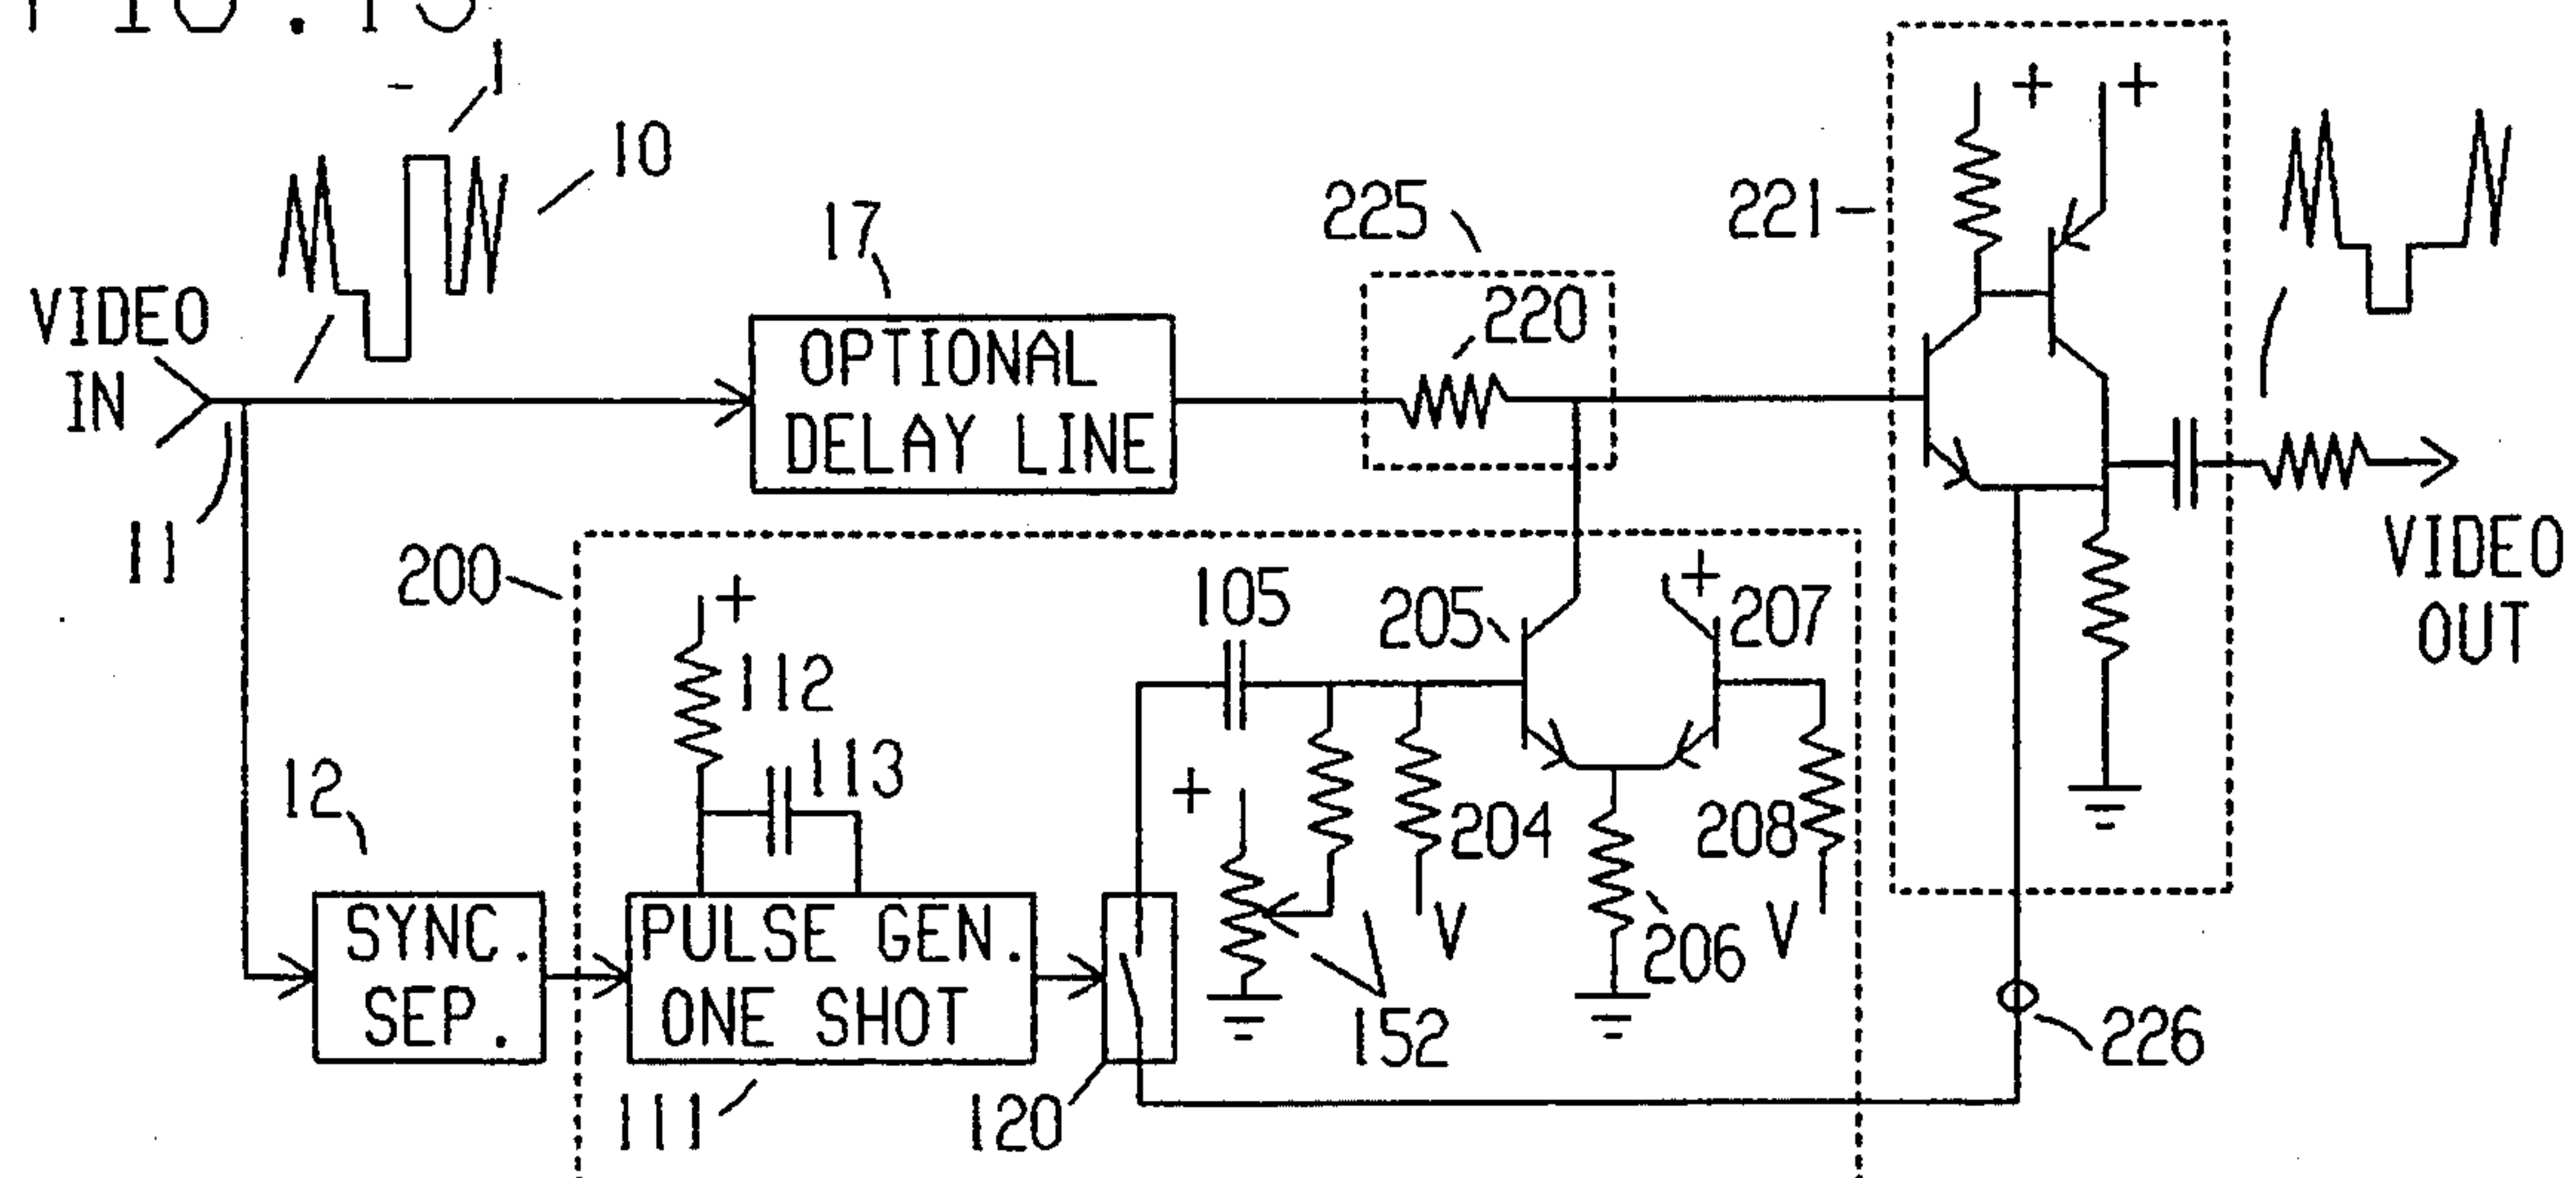 1
10
VIDEO
IN
11
17
OPTIONAL
DELAY LINE
225
220
221
+
+
VIDEO
OUT
200
+
112
113
105
205
+
207
12
SYNC.
SEP.
PULSE GEN.
ONE SHOT
111
120
+
152
204
V
206
208
V
226